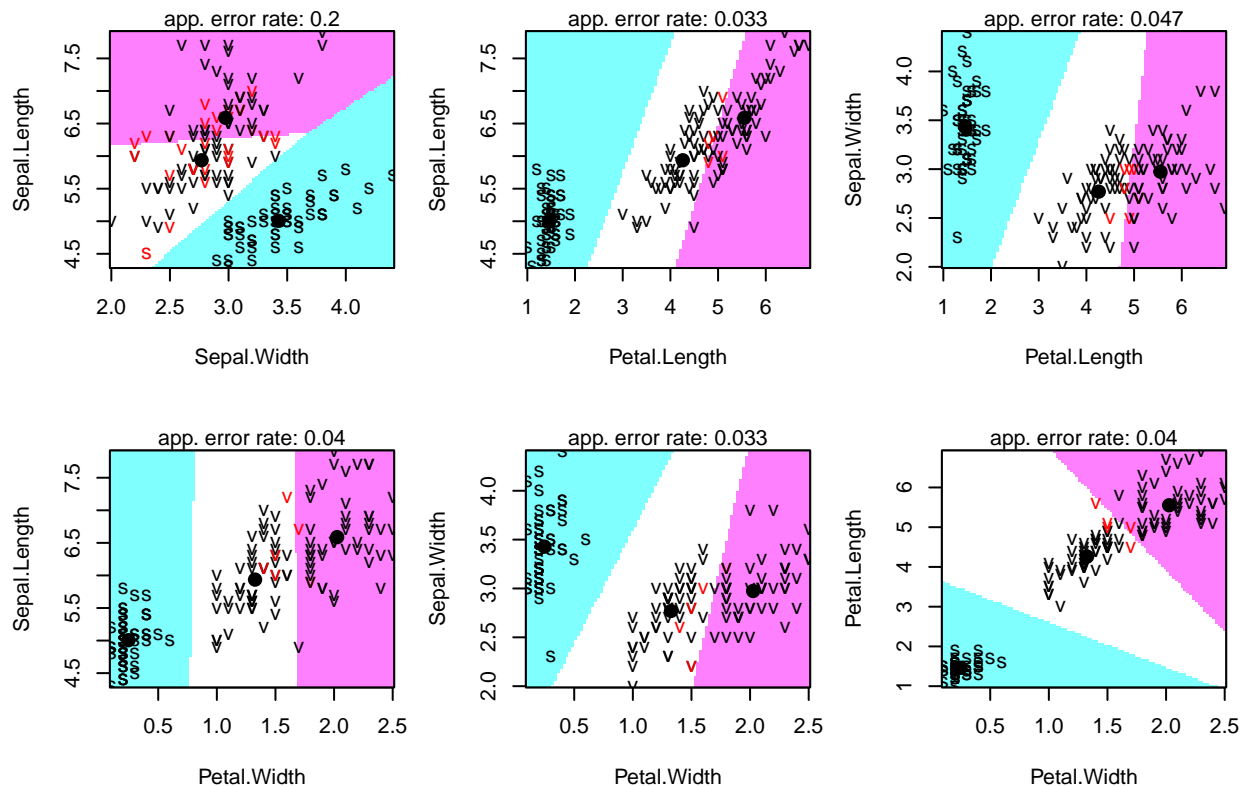 app. error rate: 0.2
Sepal.Length
4.5 5.5 6.5 7.5
2.0 2.5 3.0 3.5 4.0
Sepal.Width
app. error rate: 0.033
Sepal.Length
4.5 5.5 6.5 7.5
1 2 3 4 5 6
Petal.Length
app. error rate: 0.047
Sepal.Width
2.0 2.5 3.0 3.5 4.0
1 2 3 4 5 6
Petal.Length
app. error rate: 0.04
Sepal.Length
4.5 5.5 6.5 7.5
0.5 1.0 1.5 2.0 2.5
Petal.Width
app. error rate: 0.033
Sepal.Width
2.0 2.5 3.0 3.5 4.0
0.5 1.0 1.5 2.0 2.5
Petal.Width
app. error rate: 0.04
Petal.Length
1 2 3 4 5 6
0.5 1.0 1.5 2.0 2.5
Petal.Width